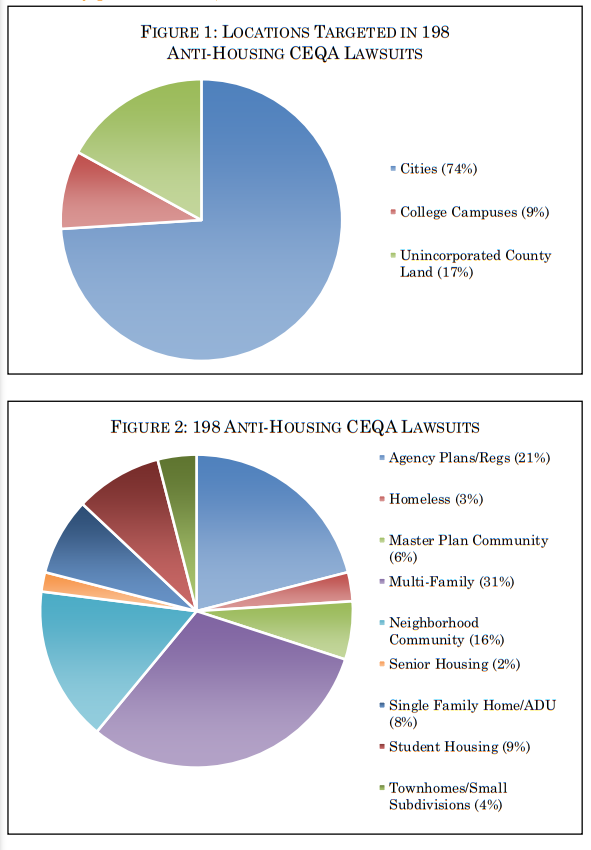 FIGURE 1: LOCATIONS TARGETED IN 198
ANTI-HOUSING CEQA LAWSUITS
Cities (74%)
College Campuses (9%)
Unincorporated County
Land (17%)
FIGURE 2: 198 ANTI-HOUSING CEQA LAWSUITS
Agency Plans/Regs (21%)
Homeless (3%)
Master Plan Community
(6%)
Multi-Family (31%)
Neighborhood
Community (16%)
Senior Housing (2%)
Single Family Home/ADU
(8%)
Student Housing (9%)
Townhomes/Small
Subdivisions (4%)